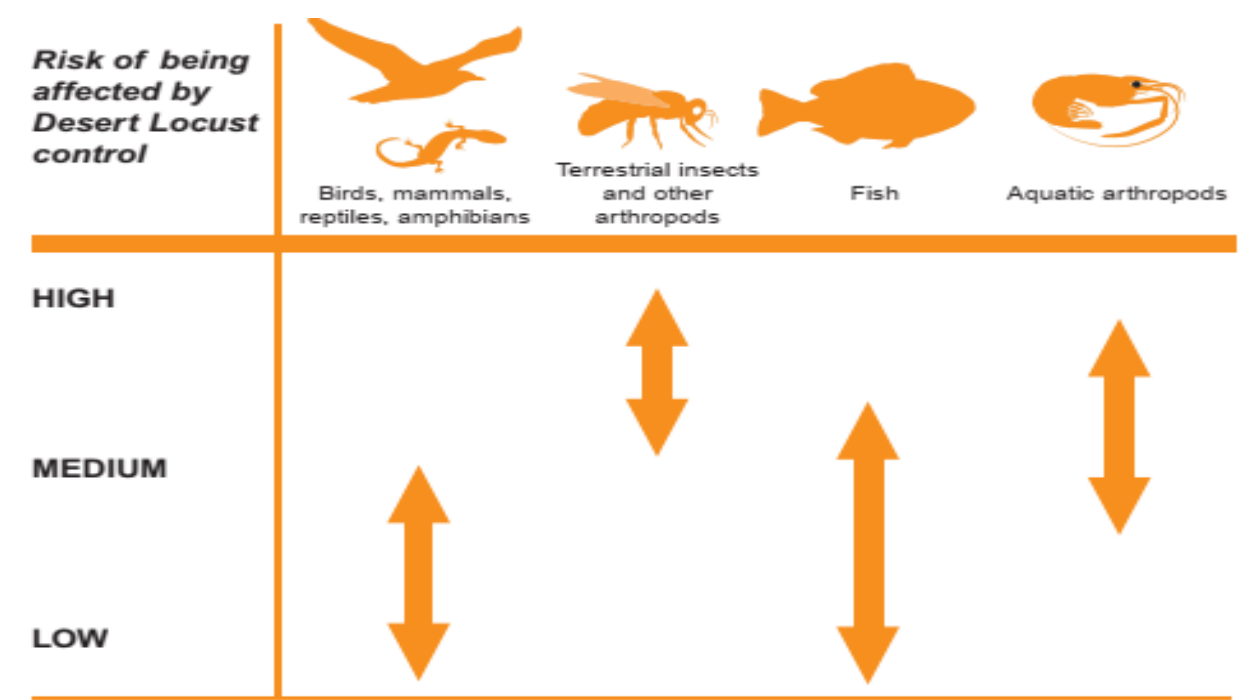 Risk of being
affected by
Desert Locust
control
Birds, mammals,
reptiles, amphibians
Terrestrial insects
and other
arthropods
Fish
Aquatic arthropods
HIGH
MEDIUM
LOW